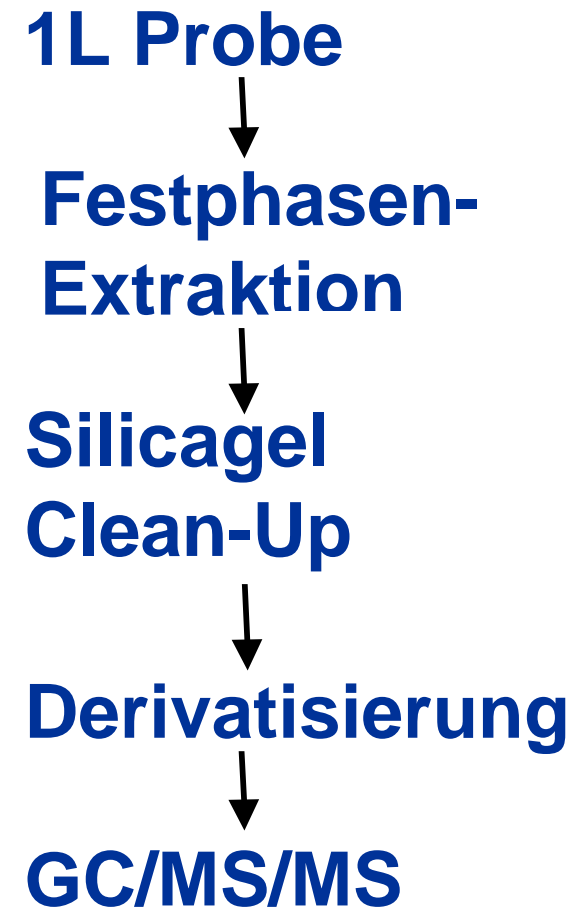 1L Probe
Festphasen-
Extraktion
Silicagel
Clean-Up
Derivatisierung
GC/MS/MS